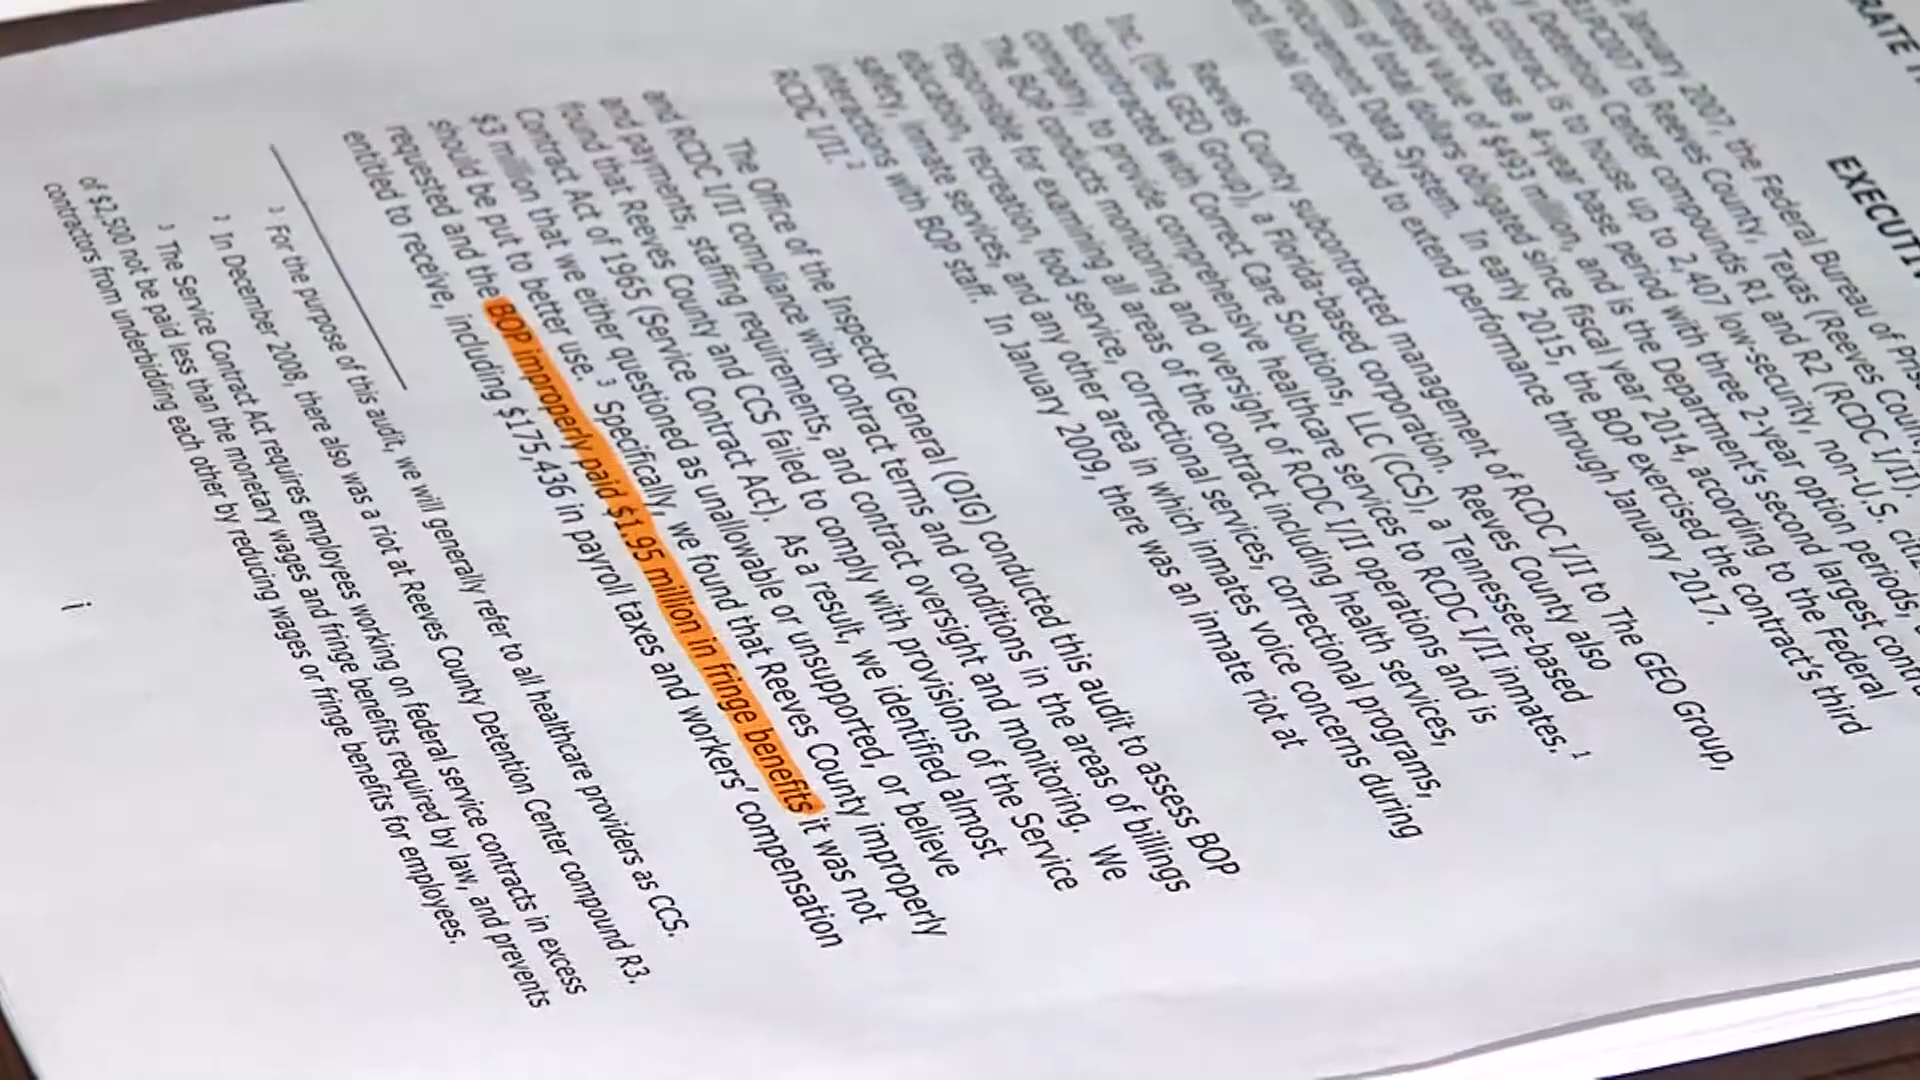 RATE
EXECUTIV
January 2007, the Federal Bureau of Pris
to Reeves County, Texas (Reeves County
Detention Center compounds R1 and R2 (RCDC I/II).
contract is to house up to 2,407 low-security, non-U.S. citiz
contract has a 4-year base period with three 2-year option periods,
mated value of $493 million, and is the Department's second largest contra
ms of total dollars obligated since fiscal year 2014, according to the Federal
ocurement Data System. In early 2015, the BOP exercised the contract's third
nd final option period to extend performance through January 2017.
Reeves County subcontracted management of RCDC I/II to The GEO Group,
Inc. (the GEO Group), a Florida-based corporation. Reeves County also
subcontracted with Correct Care Solutions, LLC (CCS), a Tennessee-based
company, to provide comprehensive healthcare services to RCDC I/II inmates. 1
The BOP conducts monitoring and oversight of RCDC I/II operations and is
responsible for examining all areas of the contract including health services,
education, recreation, food service, correctional services, correctional programs,
safety, inmate services, and any other area in which inmates voice concerns during
interactions with BOP staff. In January 2009, there was an inmate riot at
RCDC I/II. 2
The Office of the Inspector General (OIG) conducted this audit to assess BOP
and RCDC I/II compliance with contract terms and conditions in the areas of billings
and payments, staffing requirements, and contract oversight and monitoring. We
found that Reeves County and CCS failed to comply with provisions of the Service
Contract Act of 1965 (Service Contract Act). As a result, we identified almost
$3 million that we either questioned as unallowable or unsupported, or believe
should be put to better use. 3 Specifically, we found that Reeves County improperly
requested and the BOP improperly paid $1.95 million in fringe benefits it was not
entitled to receive, including $175,436 in payroll taxes and workers' compensation
1 For the purpose of this audit, we will generally refer to all healthcare providers as CCS.
2 In December 2008, there also was a riot at Reeves County Detention Center compound R3.
3 The Service Contract Act requires employees working on federal service contracts in excess
of $2,500 not be paid less than the monetary wages and fringe benefits required by law, and prevents
contractors from underbidding each other by reducing wages or fringe benefits for employees.
i